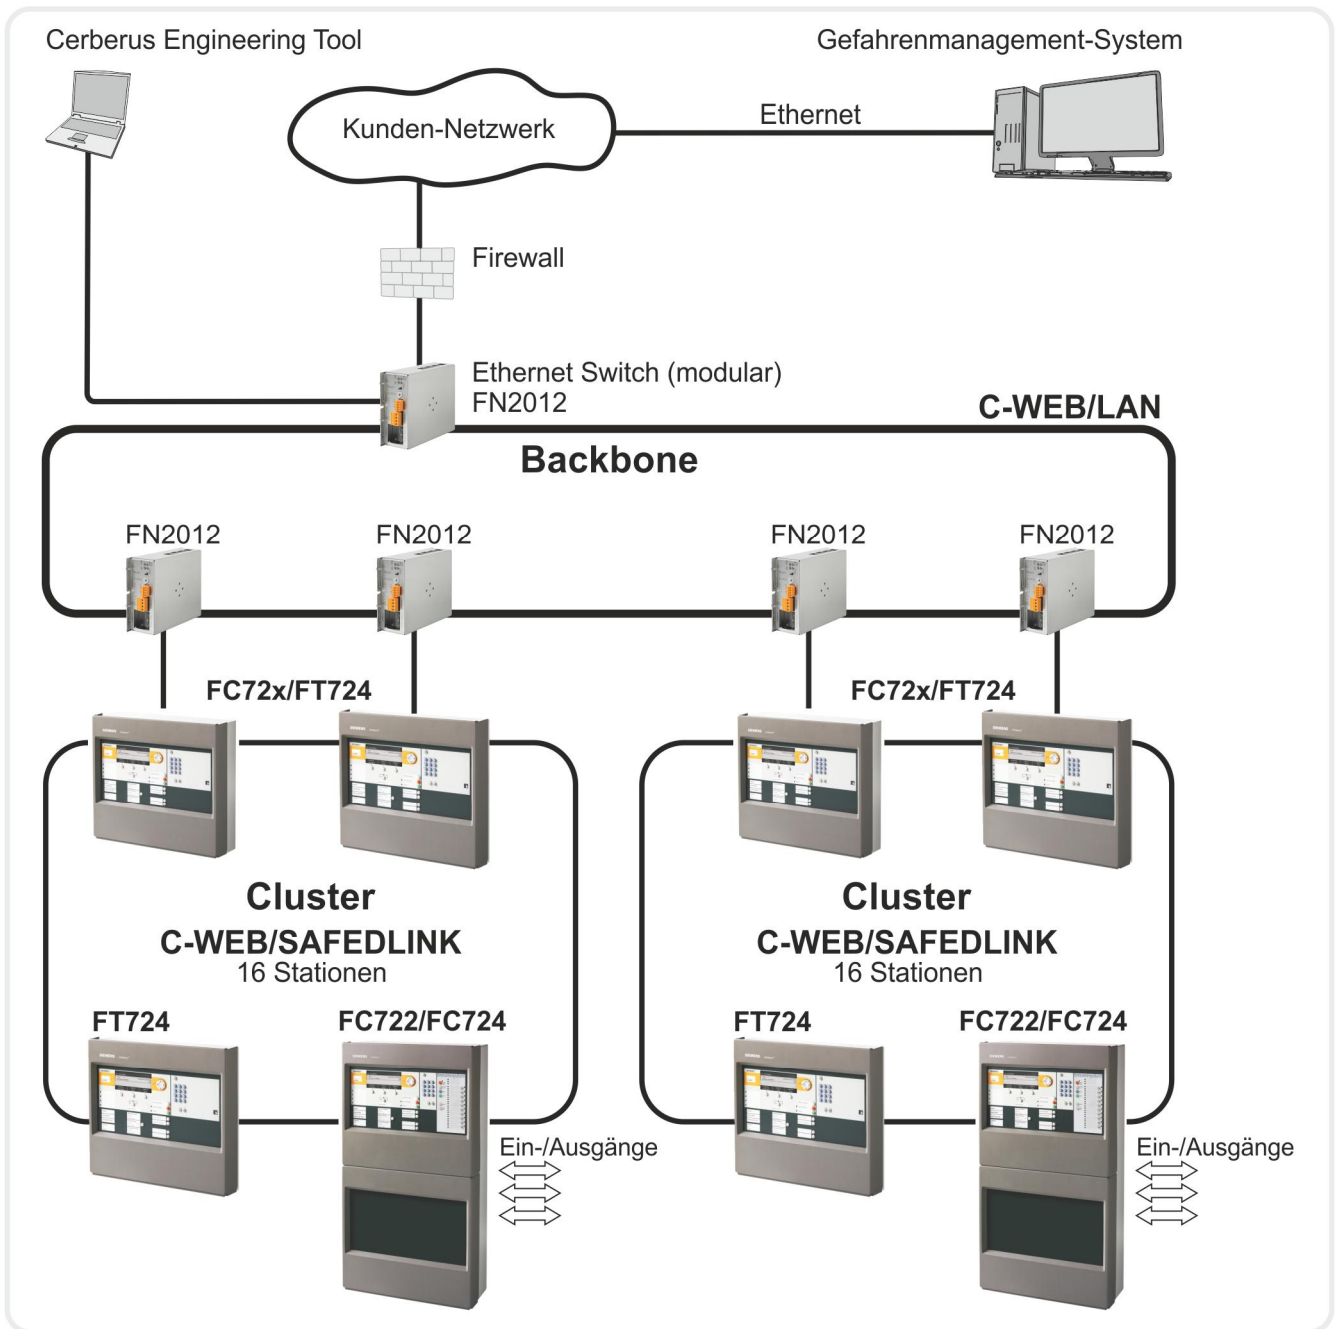 Cerberus Engineering Tool
Gefahrenmanagement-System
Kunden-Netzwerk
Ethernet
Firewall
Ethernet Switch (modular)
FN2012
C-WEB/LAN
Backbone
FN2012
FN2012
FN2012
FN2012
FC72x/FT724
FC72x/FT724
Cluster
C-WEB/SAFEDLINK
16 Stationen
Cluster
C-WEB/SAFEDLINK
16 Stationen
FT724
FC722/FC724
FT724
FC722/FC724
Ein-/Ausgänge
Ein-/Ausgänge